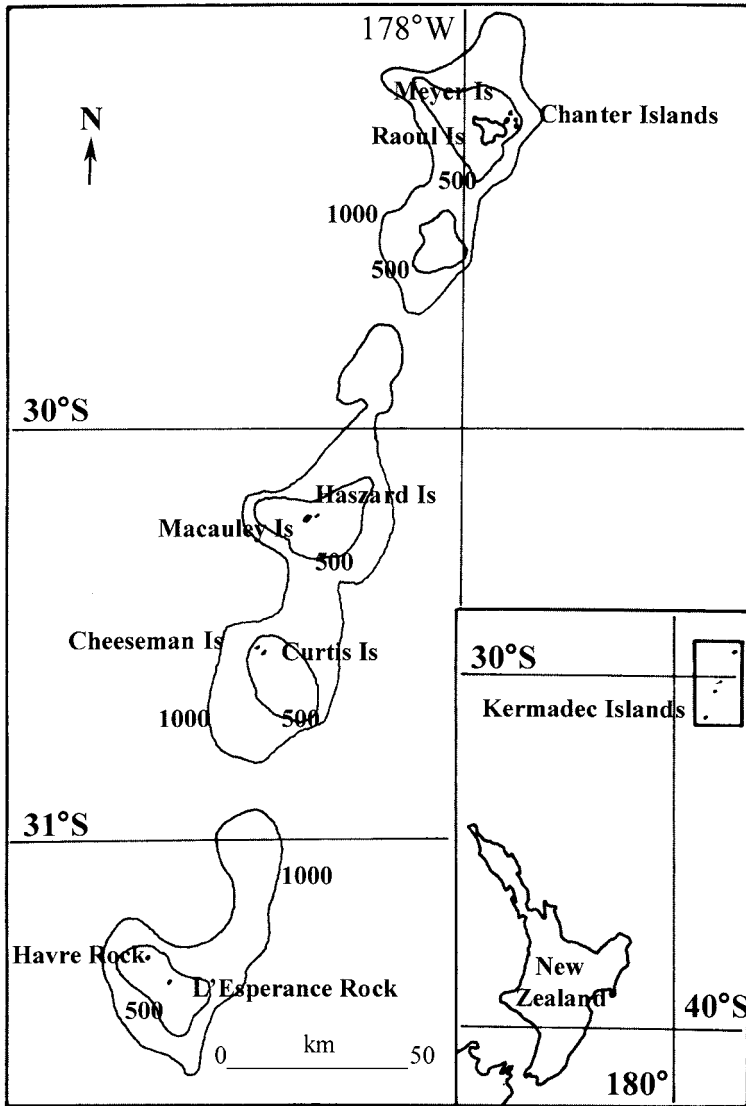 178°W
N
Meyer Is
Chanter Islands
Raoul Is
500
1000
500
30°S
Haszard Is
Macauley Is
500
Cheeseman Is
Curtis Is
1000
500
30°S
Kermadec Islands
31°S
1000
Havre Rock
L'Esperance Rock
500
km
0 50
New
Zealand
40°S
180°